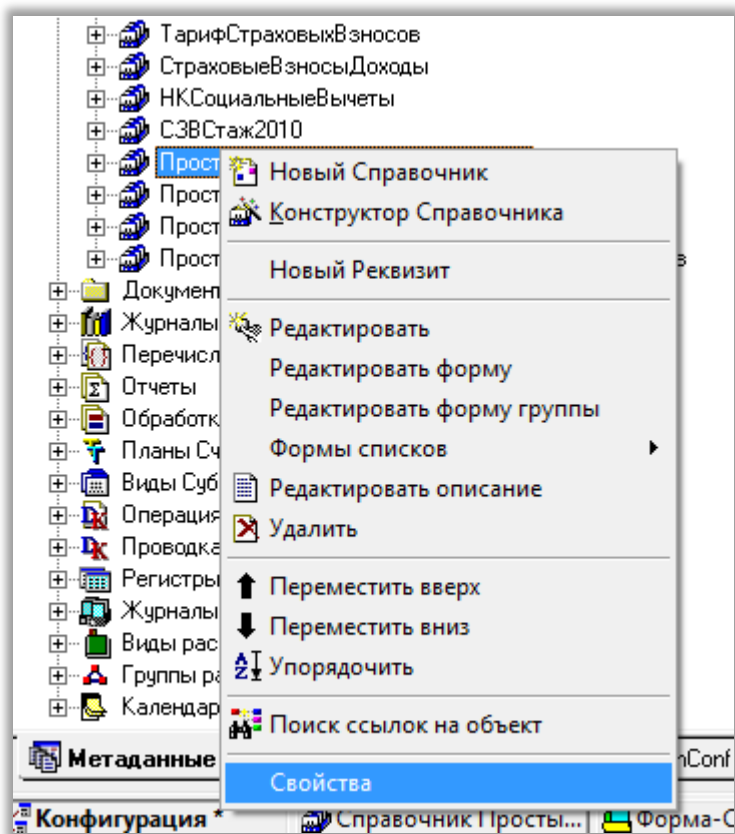 ТарифСтраховыхВзносов
СтраховыеВзносыДоходы
НКСоциальныеВычеты
СЗВСтаж2010
Прост
Прост
Прост
Прост в
Документ
Журналы
Перечисл
Отчеты
Обработк
Планы Сч
Виды Суб
Операция
Проводка
Регистры
Журналы
Виды рас
Группы ра
Календар
Новый Справочник
Конструктор Справочника
Новый Реквизит
Редактировать
Редактировать форму
Редактировать форму группы
Формы списков
Редактировать описание
Удалить
Переместить вверх
Переместить вниз
Упорядочить
Поиск ссылок на объект
Свойства
Метаданные nConf
Конфигурация * Справочник Просты... Форма-С